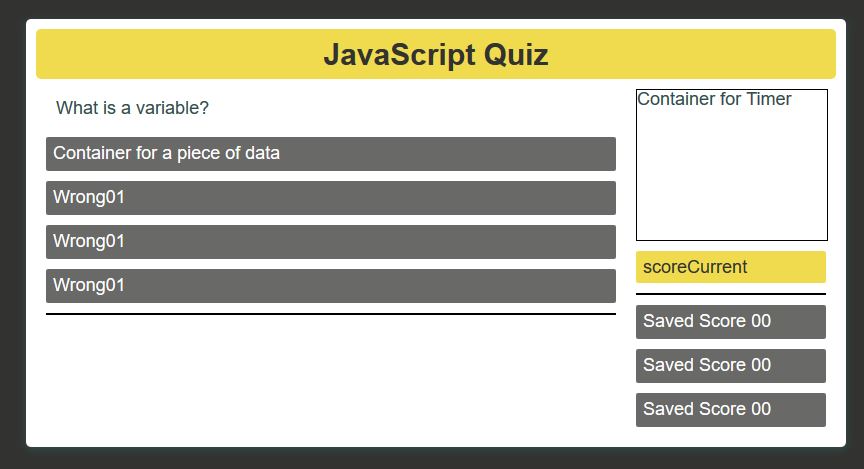 JavaScript Quiz
What is a variable?
Container for a piece of data
Wrong01
Wrong01
Wrong01
Container for Timer
scoreCurrent
Saved Score 00
Saved Score 00
Saved Score 00